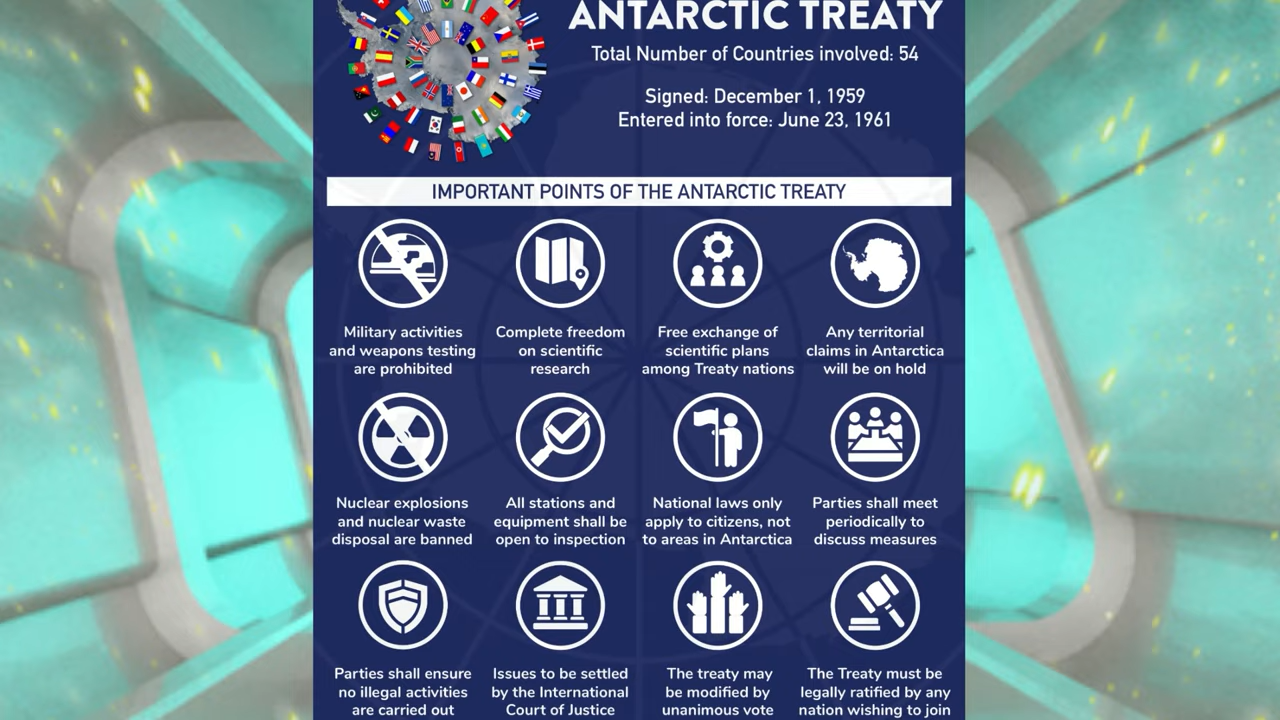 ANTARCTIC TREATY
Total Number of Countries involved: 54
Signed: December 1, 1959
Entered into force: June 23, 1961
IMPORTANT POINTS OF THE ANTARCTIC TREATY
Military activities
and weapons testing
are prohibited
Complete freedom
on scientific
research
Free exchange of
scientific plans
among Treaty nations
Any territorial
claims in Antarctica
will be on hold
Nuclear explosions
and nuclear waste
disposal are banned
All stations and
equipment shall be
open to inspection
National laws only
apply to citizens, not
to areas in Antarctica
Parties shall meet
periodically to
discuss measures
Parties shall ensure
no illegal activities
are carried out
Issues to be settled
by the International
Court of Justice
The treaty may
be modified by
unanimous vote
The Treaty must be
legally ratified by any
nation wishing to join